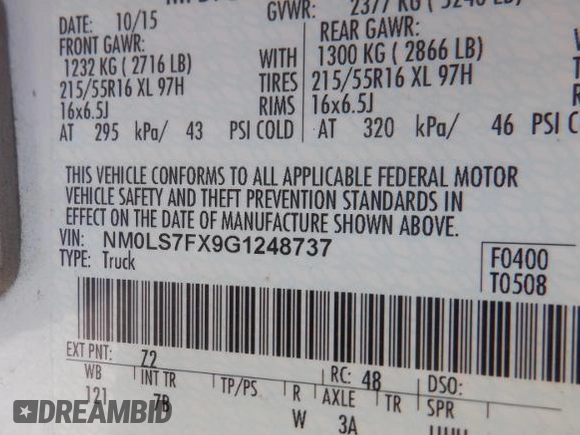 DATE: 10/15
GVWR: 2377 KG
FRONT GAWR:
REAR GAWR:
1232 KG ( 2716 LB)
WITH
1300 KG ( 2866 LB)
215/55R16 XL 97H
TIRES
215/55R16 XL 97H
16x6.5J
RIMS
16x6.5J
AT 295 kPa/ 43 PSI COLD
AT 320 kPa/ 46 PSI
THIS VEHICLE CONFORMS TO ALL APPLICABLE FEDERAL MOTOR
VEHICLE SAFETY AND THEFT PREVENTION STANDARDS IN
EFFECT ON THE DATE OF MANUFACTURE SHOWN ABOVE.
VIN: NM0LS7FX9G1248737
TYPE: Truck
F0400
T0508
EXT PNT: 72
RC: 48
DSO:
WB
INT TR
TP/PS
R
AXLE
TR
SPR
121
7B
W
3A
DREAMBID